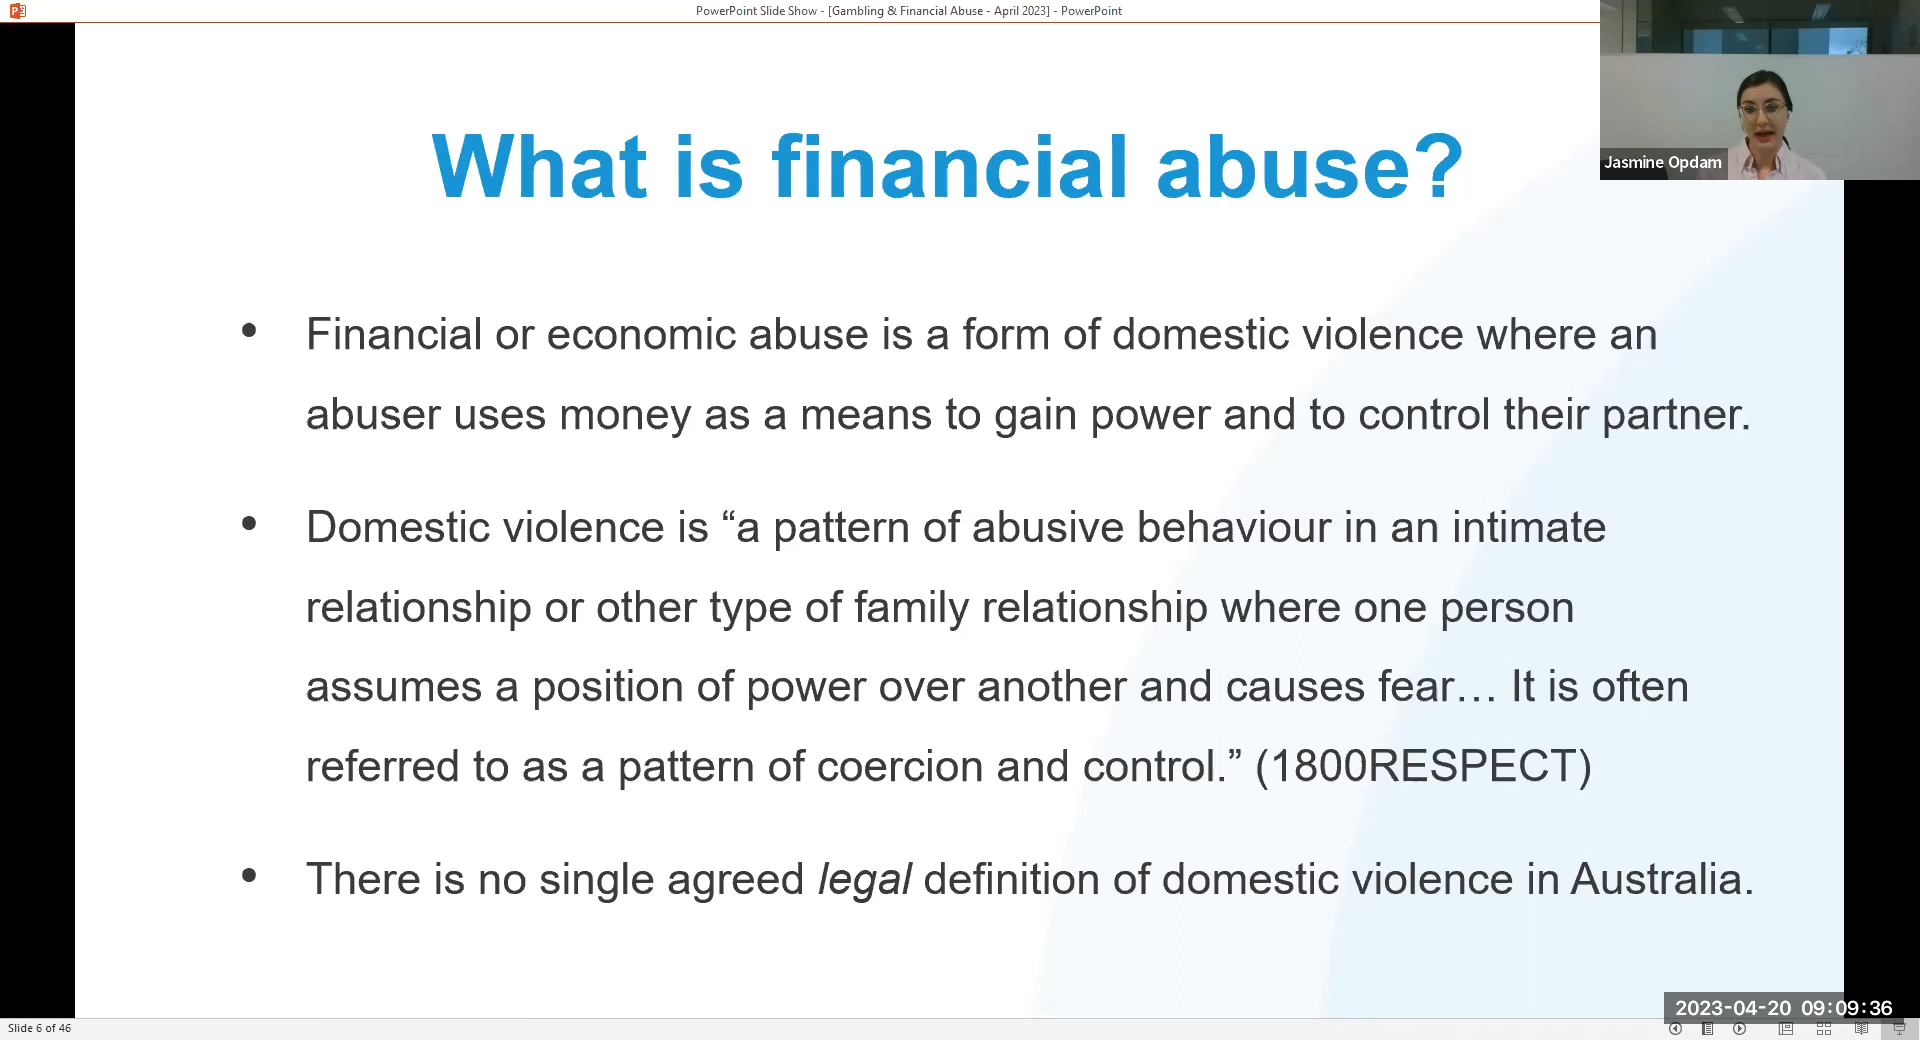 PowerPoint Slide Show - [Gambling & Financial Abuse - April 2023] - PowerPoint
Jasmine Opdam
What is financial abuse?
• Financial or economic abuse is a form of domestic violence where an
abuser uses money as a means to gain power and to control their partner.
• Domestic violence is “a pattern of abusive behaviour in an intimate
relationship or other type of family relationship where one person
assumes a position of power over another and causes fear… It is often
referred to as a pattern of coercion and control.” (1800RESPECT)
• There is no single agreed legal definition of domestic violence in Australia.
2023-04-20 09:09:36
Slide 6 of 46